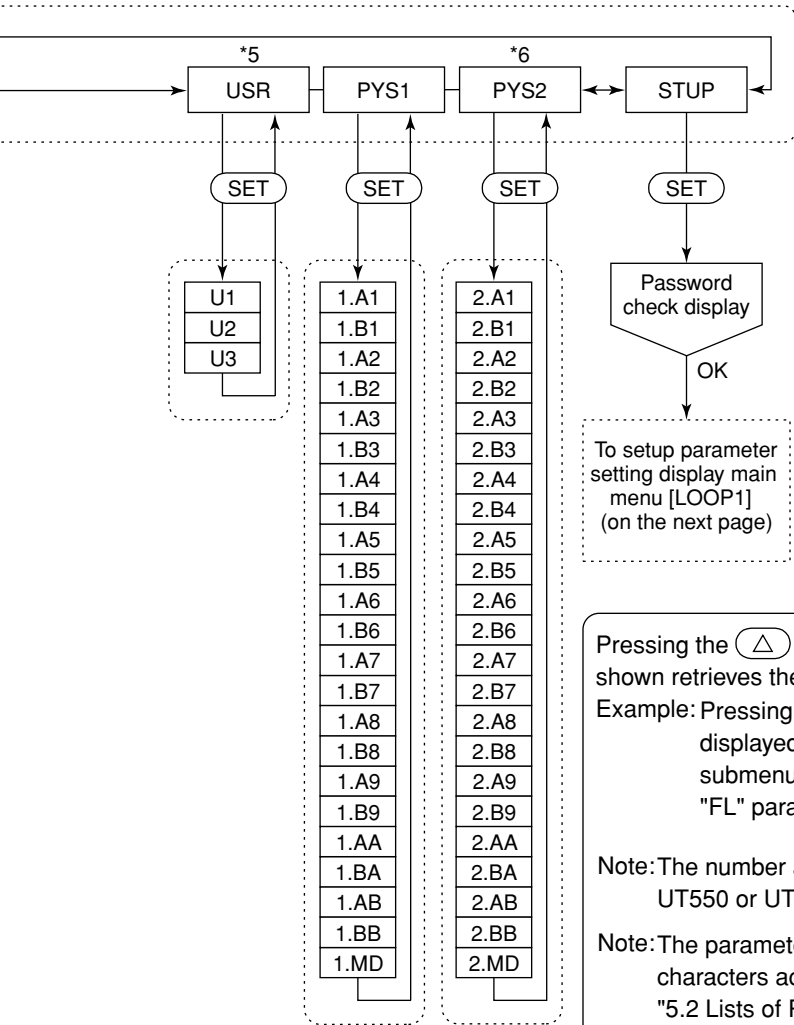 *5
*6
USR
PYS1
PYS2
STUP
SET
SET
SET
SET
U1
U2
U3
1.A1
1.B1
1.A2
1.B2
1.A3
1.B3
1.A4
1.B4
1.A5
1.B5
1.A6
1.B6
1.A7
1.B7
1.A8
1.B8
1.A9
1.B9
1.AA
1.BA
1.AB
1.BB
1.MD
2.A1
2.B1
2.A2
2.B2
2.A3
2.B3
2.A4
2.B4
2.A5
2.B5
2.A6
2.B6
2.A7
2.B7
2.A8
2.B8
2.A9
2.B9
2.AA
2.BA
2.AB
2.BB
2.MD
Password
check display
OK
To setup parameter
setting display main
menu [LOOP1]
(on the next page)
Pressing the △
shown retrieves the
Example: Pressing
displayed
submenu
"FL" para
Note: The number
UT550 or UT
Note: The paramete
characters ac
"5.2 Lists of